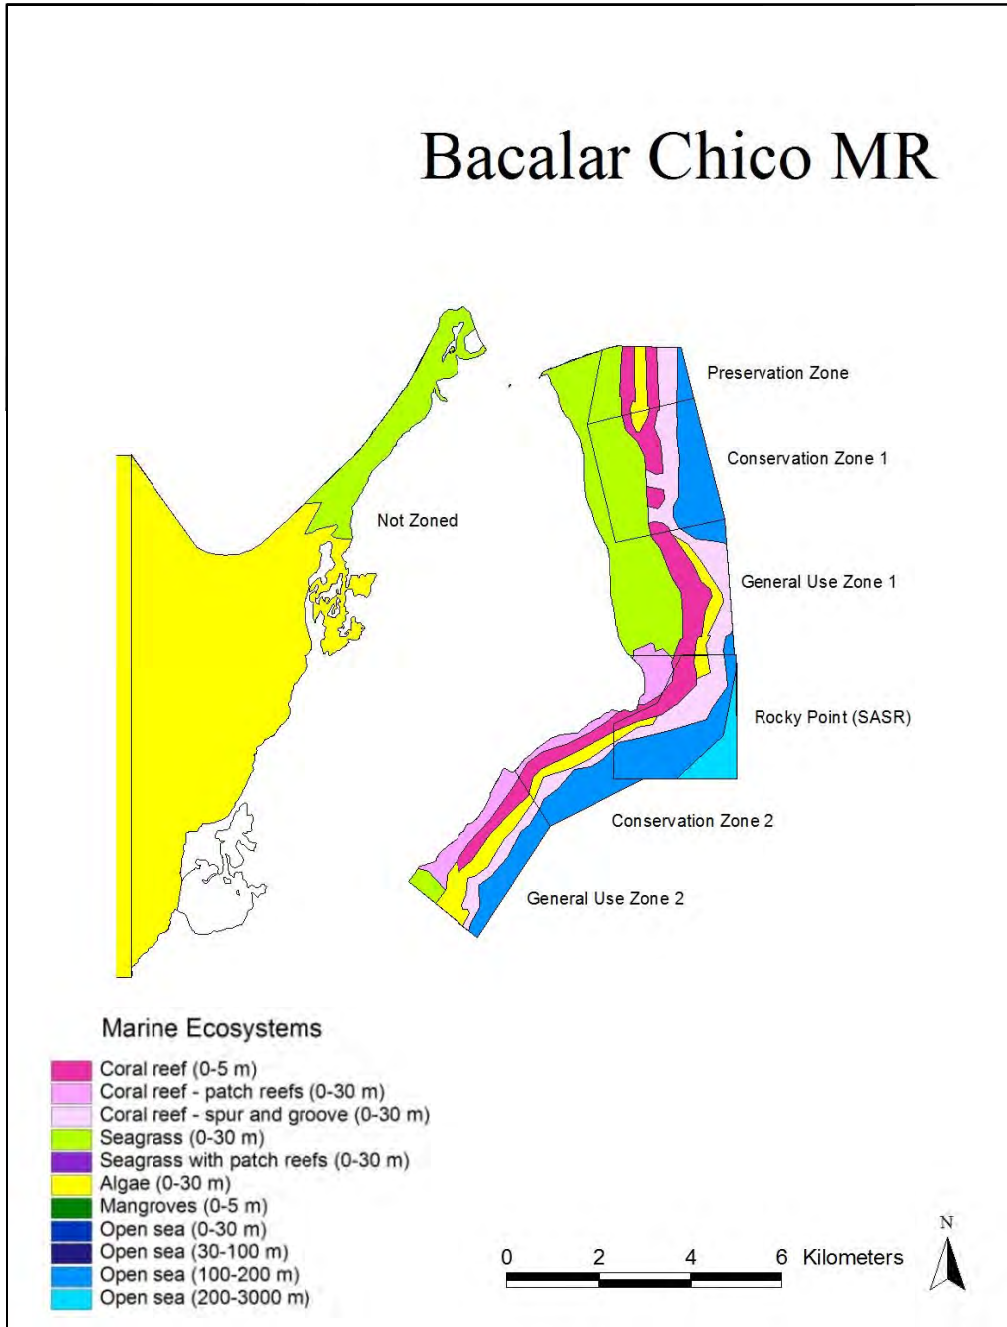 Bacalar Chico MR
Preservation Zone
Conservation Zone 1
Not Zoned
General Use Zone 1
Rocky Point (SASR)
Conservation Zone 2
General Use Zone 2
Marine Ecosystems
Coral reef (0-5 m)
Coral reef - patch reefs (0-30 m)
Coral reef - spur and groove (0-30 m)
Seagrass (0-30 m)
Seagrass with patch reefs (0-30 m)
Algae (0-30 m)
Mangroves (0-5 m)
Open sea (0-30 m)
Open sea (30-100 m)
Open sea (100-200 m)
Open sea (200-3000 m)
0 2 4 6 Kilometers
N